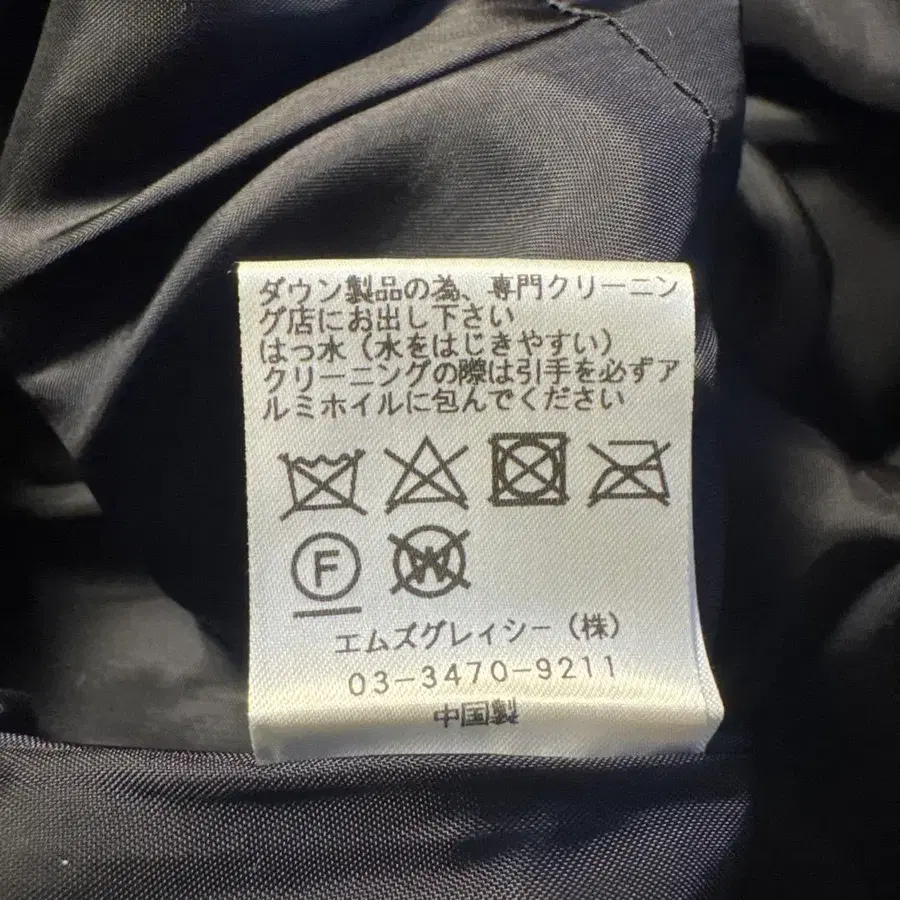 ダウン製品の為、専門クリーニン
グ店にお出し下さい
はっ水（水をはじきやすい）
クリーニングの際は引手を必ずア
ルミホイルに包んでください
F W
エムズグレイシー（株）
03-3470-9211
中国製